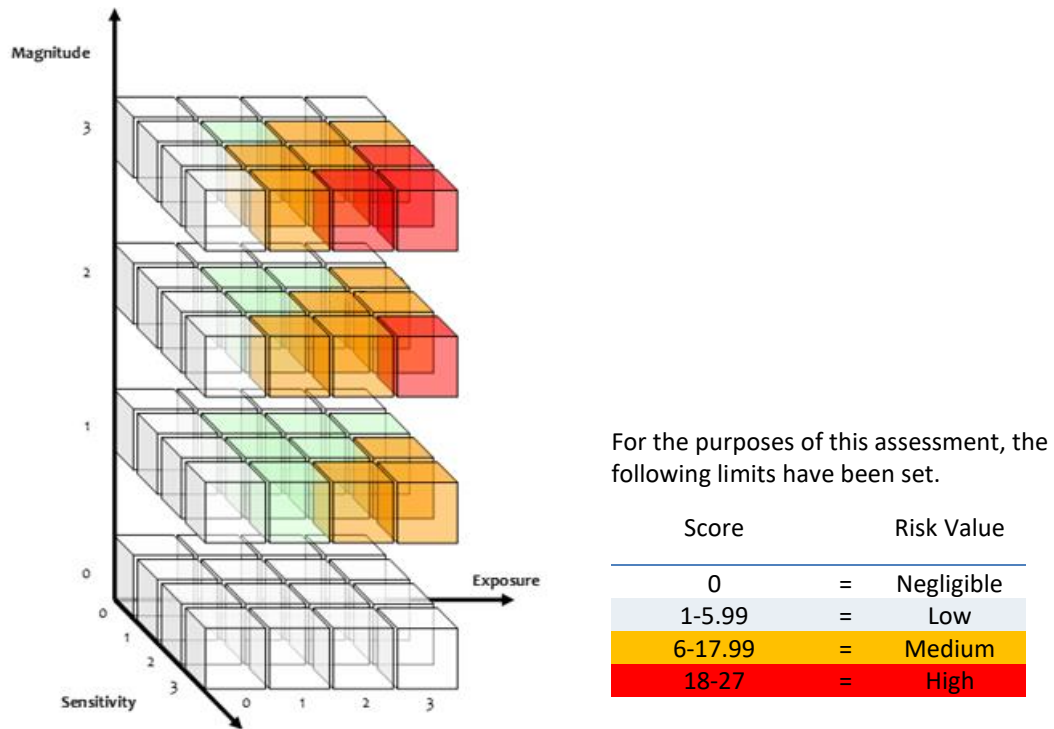 Magnitude
3
2
1
0
Exposure
0
1
2
3
Sensitivity
0
1
2
3
For the purposes of this assessment, the
following limits have been set.
Score Risk Value
0 = Negligible
1-5.99 = Low
6-17.99 = Medium
18-27 = High